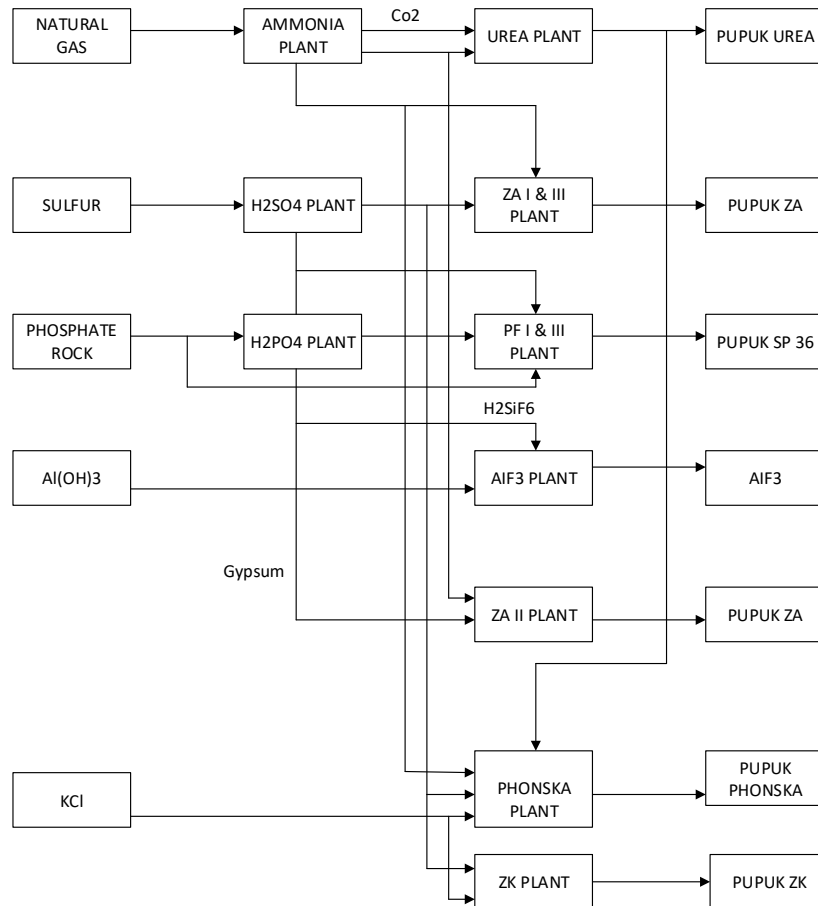 Co2
NATURAL
GAS
AMMONIA
PLANT
UREA PLANT
PUPUK UREA
SULFUR
H2SO4 PLANT
ZA I & III
PLANT
PUPUK ZA
PHOSPHATE
ROCK
H2PO4 PLANT
PF I & III
PLANT
PUPUK SP 36
H2SiF6
Al(OH)3
AlF3 PLANT
AlF3
Gypsum
ZA II PLANT
PUPUK ZA
KCl
PHONSKA
PLANT
PUPUK
PHONSKA
ZK PLANT
PUPUK ZK